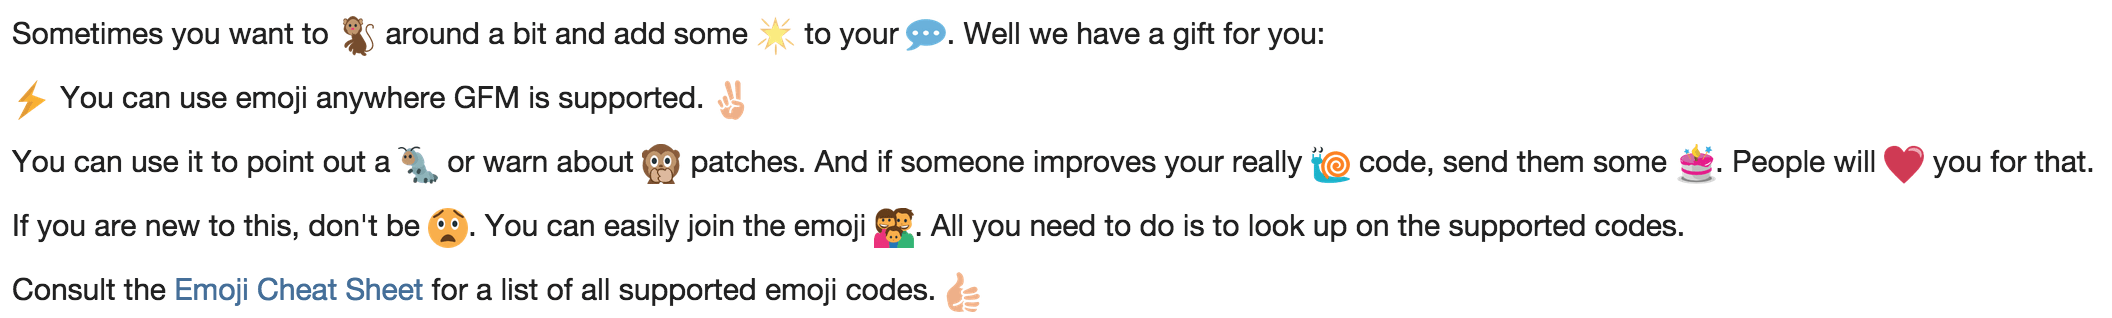 Sometimes you want to 🐒 around a bit and add some 🌟 to your 💬. Well we have a gift for you:
⚡ You can use emoji anywhere GFM is supported. ✌
You can use it to point out a 🐛 or warn about 🙊 patches. And if someone improves your really 🐌 code, send them some 🎂. People will ❤ you for that.
If you are new to this, don't be 😧. You can easily join the emoji 👪. All you need to do is to look up on the supported codes.
Consult the Emoji Cheat Sheet for a list of all supported emoji codes. 👍